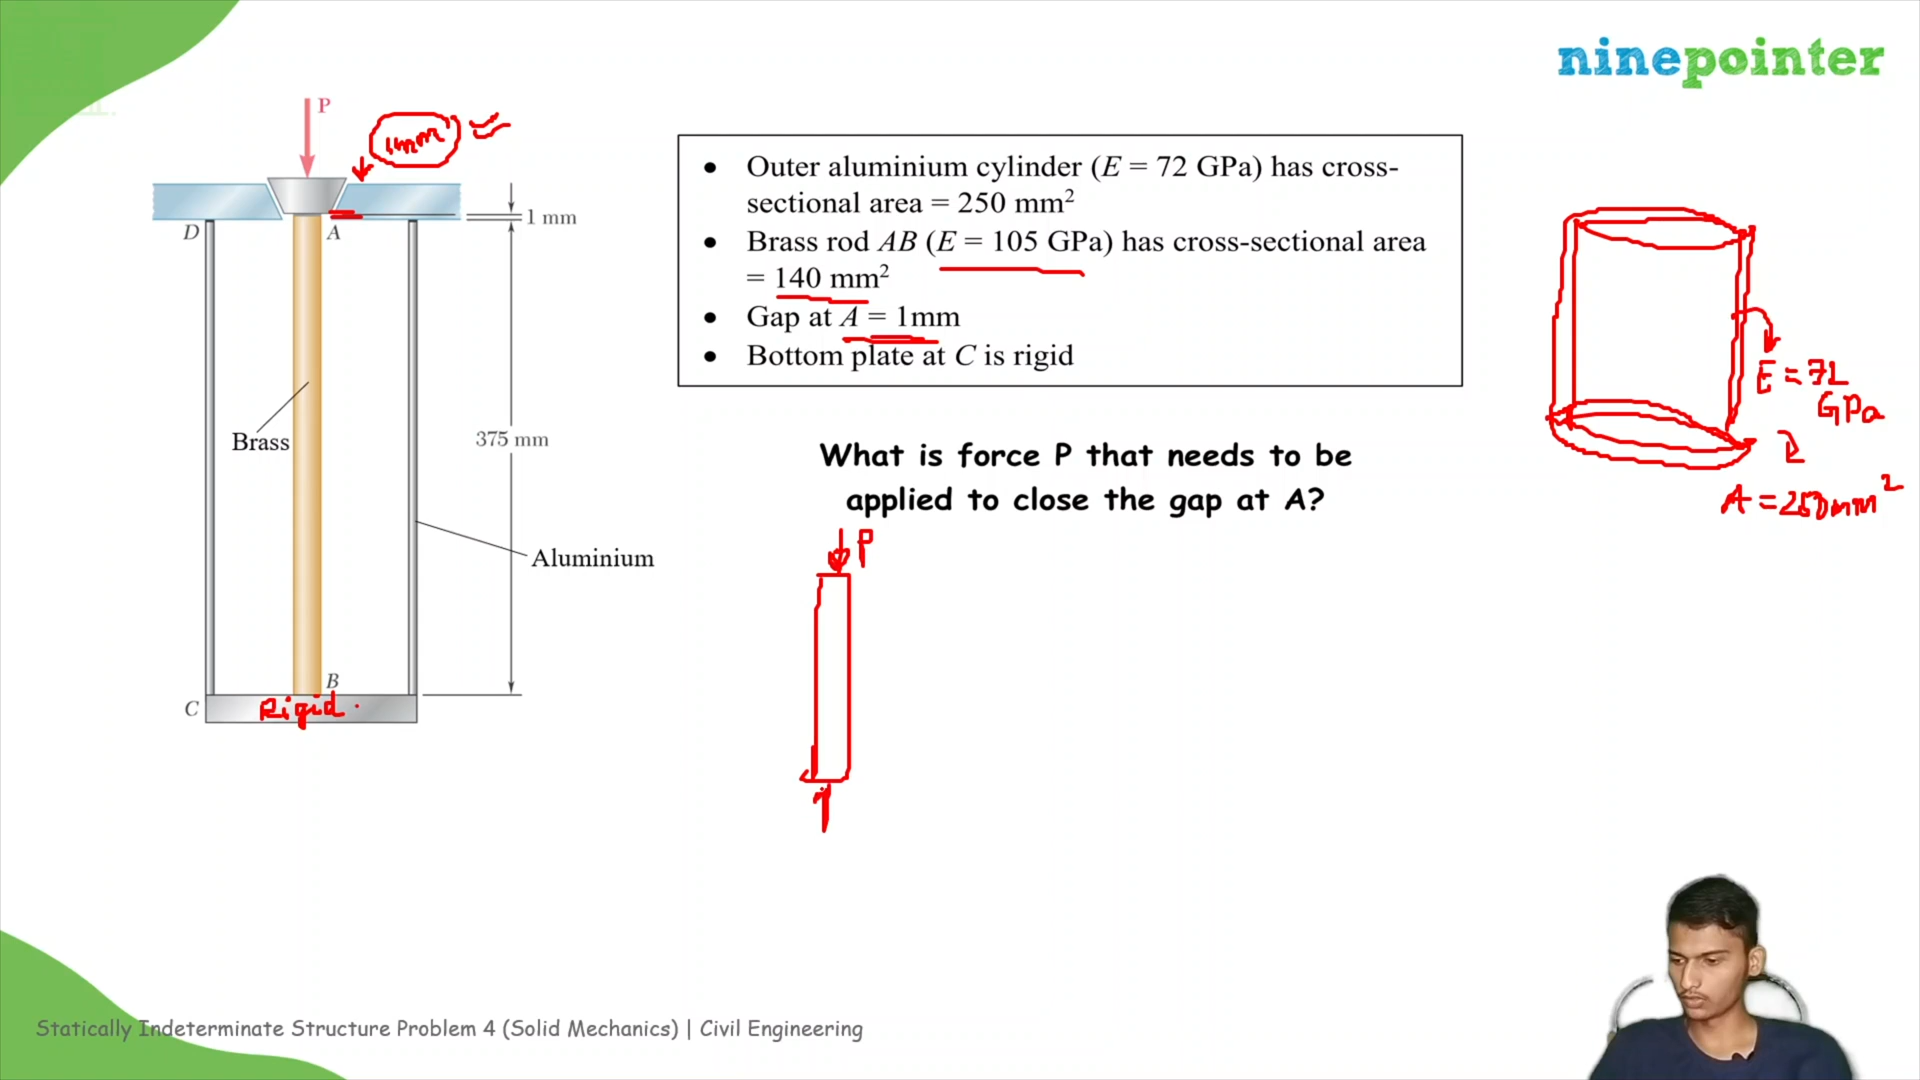 ninepointer
P
1mm
D
A
1 mm
• Outer aluminium cylinder (E = 72 GPa) has cross-
sectional area = 250 mm²
• Brass rod AB (E = 105 GPa) has cross-sectional area
= 140 mm²
• Gap at A = 1mm
• Bottom plate at C is rigid
Brass
375 mm
Aluminium
B
C
Rigid
What is force P that needs to be
applied to close the gap at A?
P
E = 72
GPa
A = 250mm²
Statically Indeterminate Structure Problem 4 (Solid Mechanics) | Civil Engineering